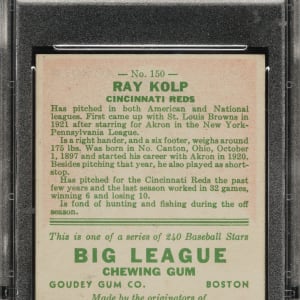 — No. 150 —
RAY KOLP
CINCINNATI REDS
Has pitched in both American and National
leagues. First came up with St. Louis Browns in
1921 after starring for Akron in the New York-
Pennsylvania League.
Is a right hander, and a six footer, weighs around
175 lbs. Was born in No. Canton, Ohio, October
1, 1897 and started his career with Akron in 1920.
Besides pitching that year, he also played as short-
stop.
Has pitched for the Cincinnati Reds the past
few years and the last season worked in 32 games,
winning 6 and losing 10.
Is fond of hunting and fishing during the off
season.
This is one of a series of 240 Baseball Stars
BIG LEAGUE
CHEWING GUM
GOUDEY GUM CO. BOSTON
Made by the originators of